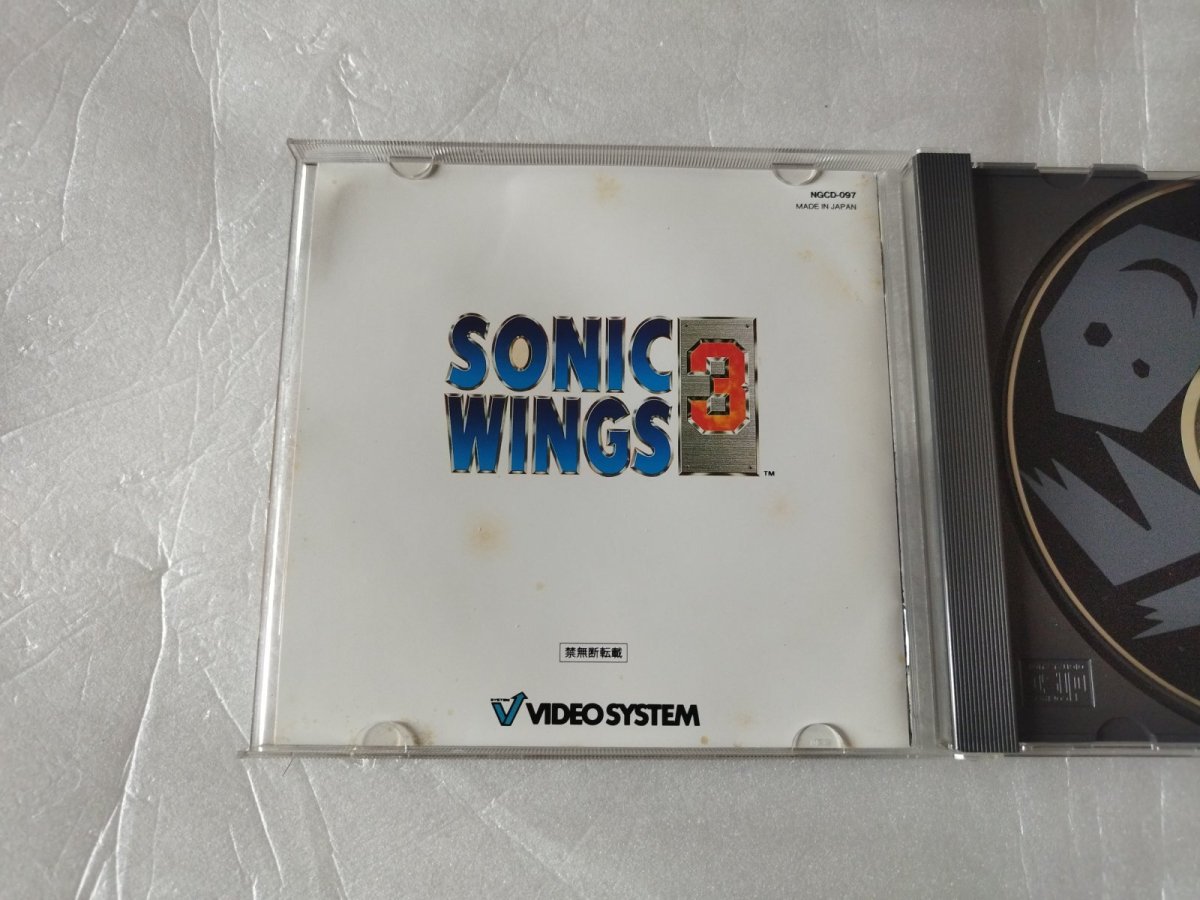 NGCD-097
MADE IN JAPAN
SONIC
WINGS
3
TM
禁無断転載
VIDEO SYSTEM